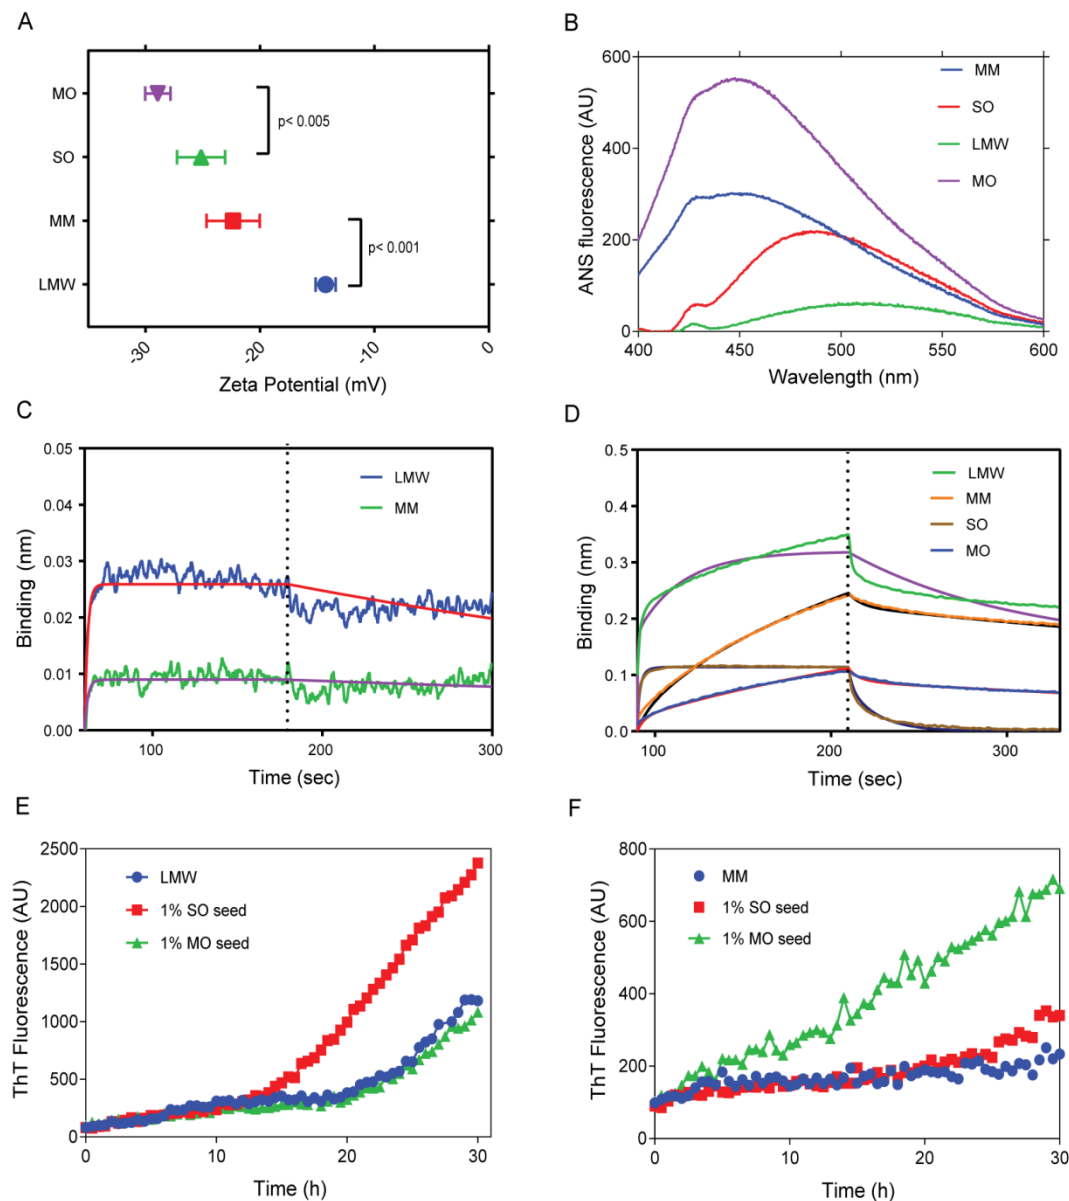 A
MO
SO
MM
LMW
p< 0.005
p< 0.001
-30
-20
-10
0
Zeta Potential (mV)
B
600
400
200
0
ANS fluorescence (AU)
MM
SO
LMW
MO
400
450
500
550
600
Wavelength (nm)
C
0.05
0.04
0.03
0.02
0.01
0.00
Binding (nm)
LMW
MM
100
200
300
Time (sec)
D
0.5
0.4
0.3
0.2
0.1
0.0
Binding (nm)
LMW
MM
SO
MO
100
200
300
Time (sec)
E
2500
2000
1500
1000
500
0
ThT Fluorescence (AU)
LMW
1% SO seed
1% MO seed
0
10
20
30
Time (h)
F
800
600
400
200
0
ThT Fluorescence (AU)
MM
1% SO seed
1% MO seed
0
10
20
30
Time (h)